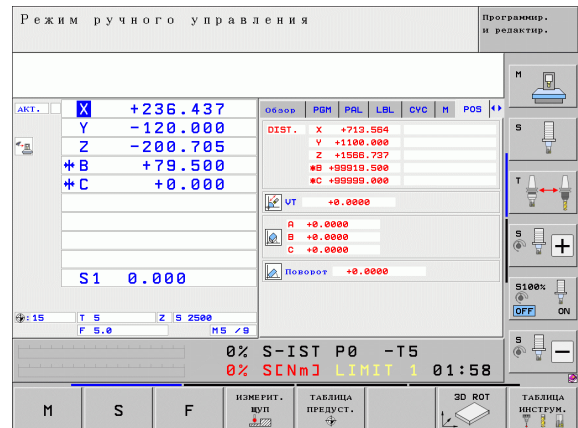 Режим ручного управления
Программир.
и редактир.
M
АКТ. X +236.437
Y -120.000
Z -200.705
B +79.500
C +0.000
S1 0.000
Обзор PGM PAL LBL CYC M POS
DIST. X +713.564
Y +1100.000
Z +1566.737
*B +99919.500
*C +99999.000
VT +0.0000
A +0.0000
B +0.0000
C +0.0000
Поворот +0.0000
:15 T 5 Z S 2500
F 5.0 M5 /9
0% S-IST P0 -T5
0% S[Nm] LIMIT 1 01:58
S
T
S
+
S100%
OFF ON
S
−
M
S
F
ИЗМЕРИТ.
ЩУП
ТАБЛИЦА
ПРЕДУСТ.
3D ROT
ТАБЛИЦА
ИНСТРУМ.